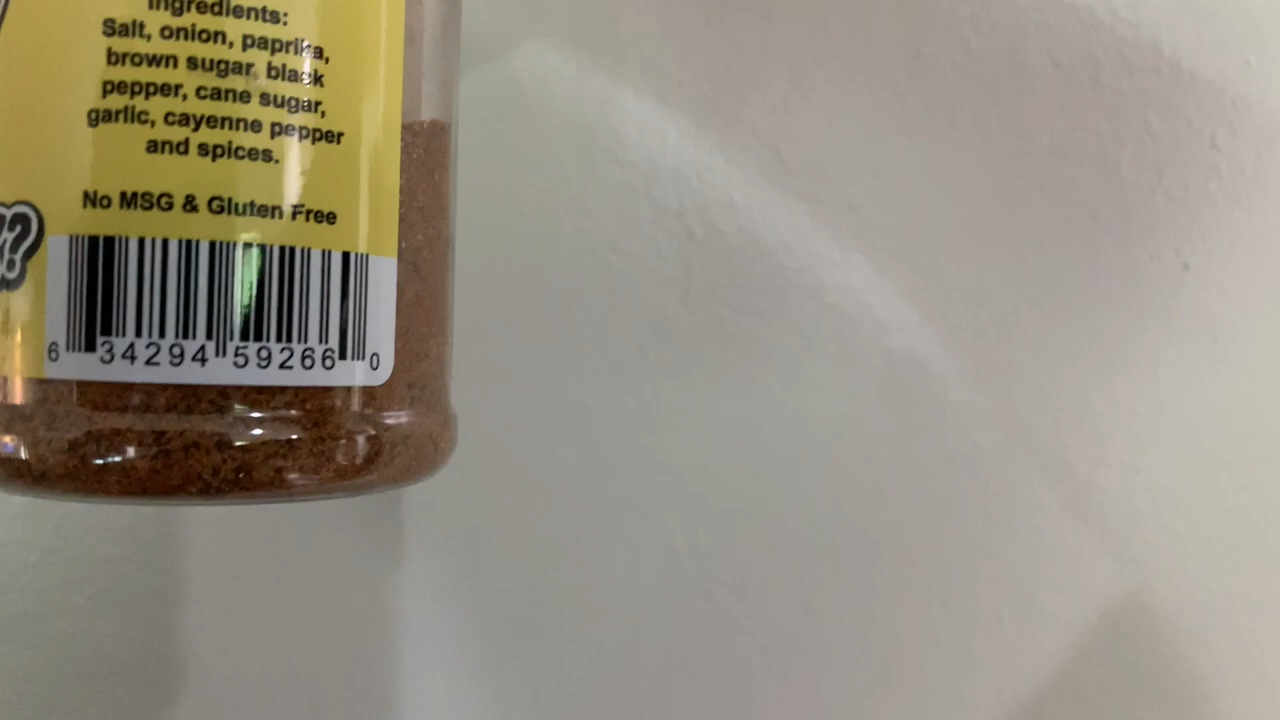 Ingredients:
Salt, onion, paprika,
brown sugar, black
pepper, cane sugar,
garlic, cayenne pepper
and spices.
No MSG & Gluten Free
?
6 34294 59266 0